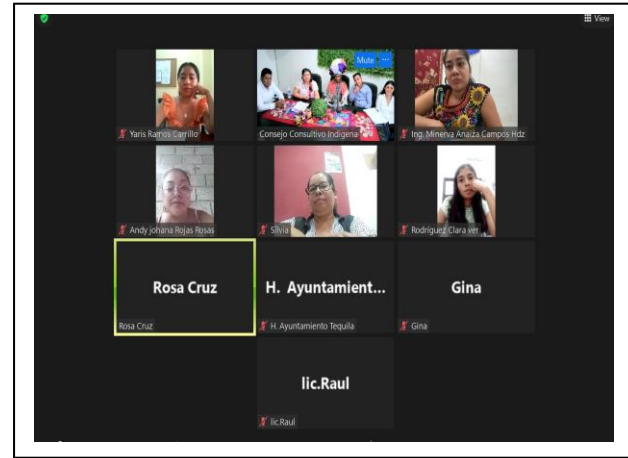 View
Mute
Yaris Ramos Carrillo
Consejo Consultivo Indigena
Ing. Minerva Anaiza Campos Hdz
Andy johana Rojas Rosas
Silvia
Rodriguez Clara ver
Rosa Cruz
H. Ayuntamient...
Gina
Rosa Cruz
H. Ayuntamiento Tequila
Gina
lic.Raul
lic.Raul